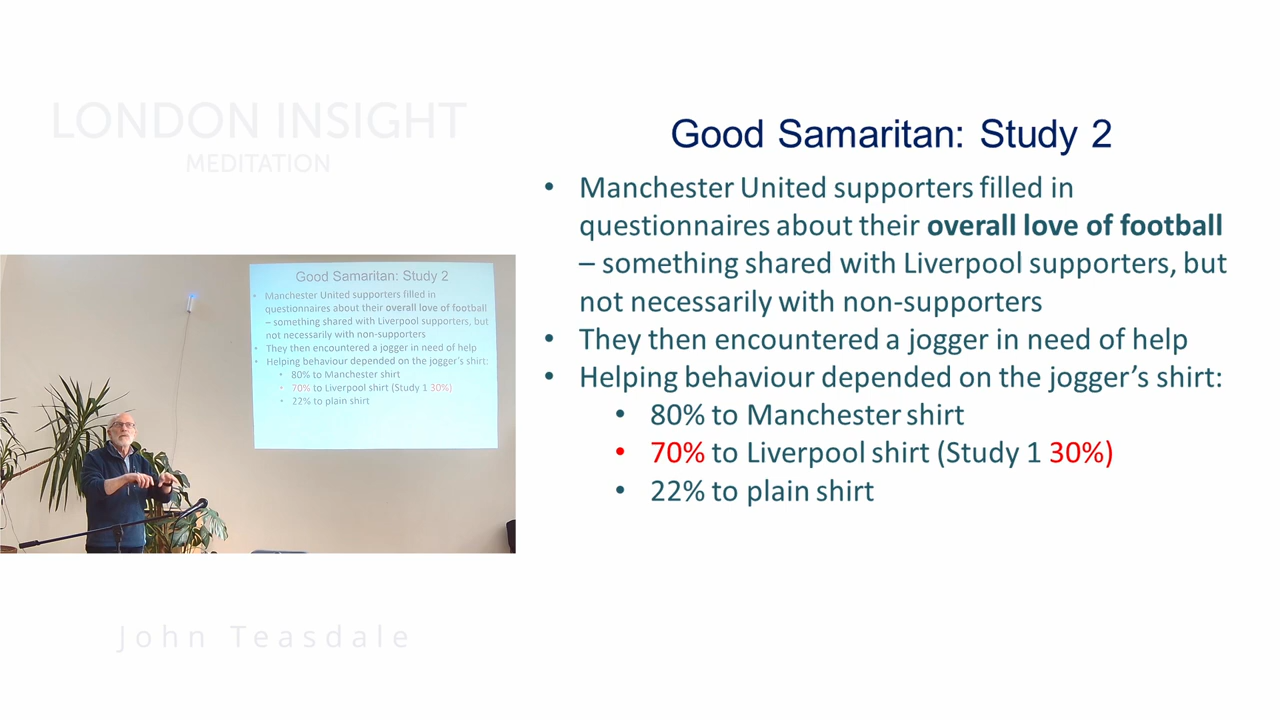 LONDON INSIGHT
MEDITATION
Good Samaritan: Study 2
• Manchester United supporters filled in
questionnaires about their overall love of football
– something shared with Liverpool supporters, but
not necessarily with non-supporters
• They then encountered a jogger in need of help
• Helping behaviour depended on the jogger's shirt:
• 80% to Manchester shirt
• 70% to Liverpool shirt (Study 1 30%)
• 22% to plain shirt
Good Samaritan: Study 2
• Manchester United supporters filled in
questionnaires about their overall love of football
– something shared with Liverpool supporters, but
not necessarily with non-supporters
• They then encountered a jogger in need of help
• Helping behaviour depended on the jogger’s shirt:
• 80% to Manchester shirt
• 70% to Liverpool shirt (Study 1 30%)
• 22% to plain shirt
John Teasdale